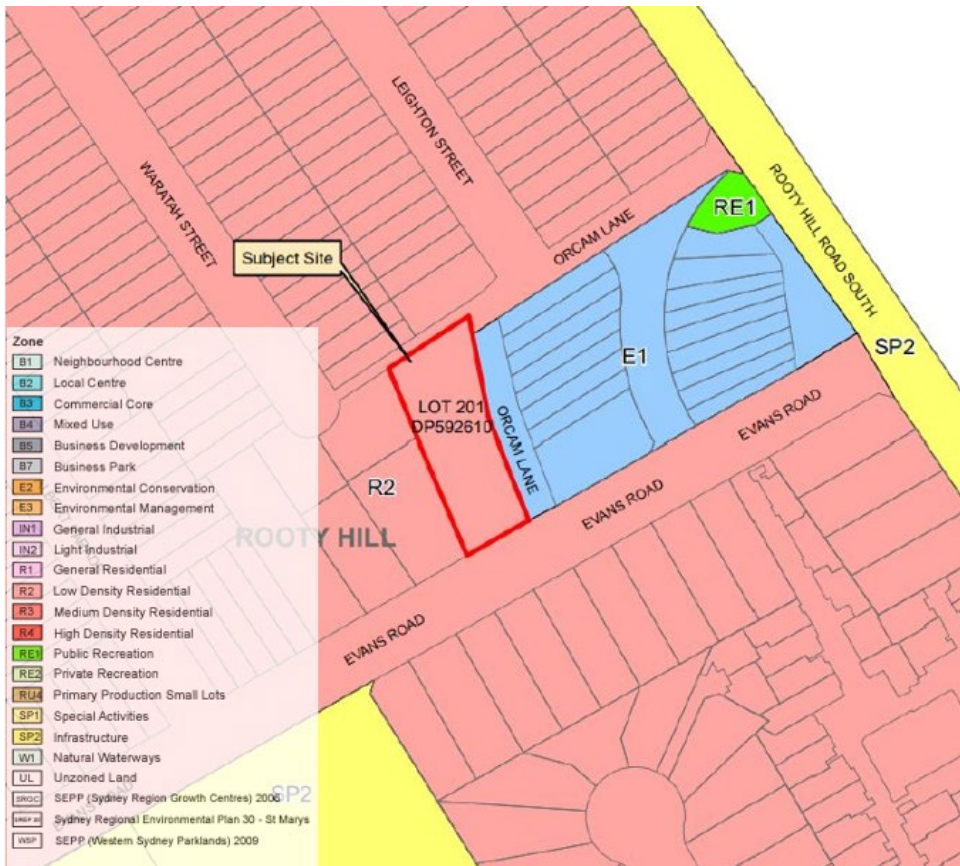 LEIGHTON STREET
WARATAH STREET
ROOTY HILL ROAD SOUTH
RE1
ORCAM LANE
Subject Site
SP2
E1
LOT 201
DP592610
ORCAM LANE
EVANS ROAD
R2
EVANS ROAD
ROOTY HILL
EVANS ROAD
SP2
EVANS ROAD
Zone
B1 Neighbourhood Centre
B2 Local Centre
B3 Commercial Core
B4 Mixed Use
B5 Business Development
B7 Business Park
E2 Environmental Conservation
E3 Environmental Management
IN1 General Industrial
IN2 Light Industrial
R1 General Residential
R2 Low Density Residential
R3 Medium Density Residential
R4 High Density Residential
RE1 Public Recreation
RE2 Private Recreation
RU4 Primary Production Small Lots
SP1 Special Activities
SP2 Infrastructure
W1 Natural Waterways
UL Unzoned Land
SRGC SEPP (Sydney Region Growth Centres) 2006
SREP 30 Sydney Regional Environmental Plan 30 - St Marys
WSP SEPP (Western Sydney Parklands) 2009